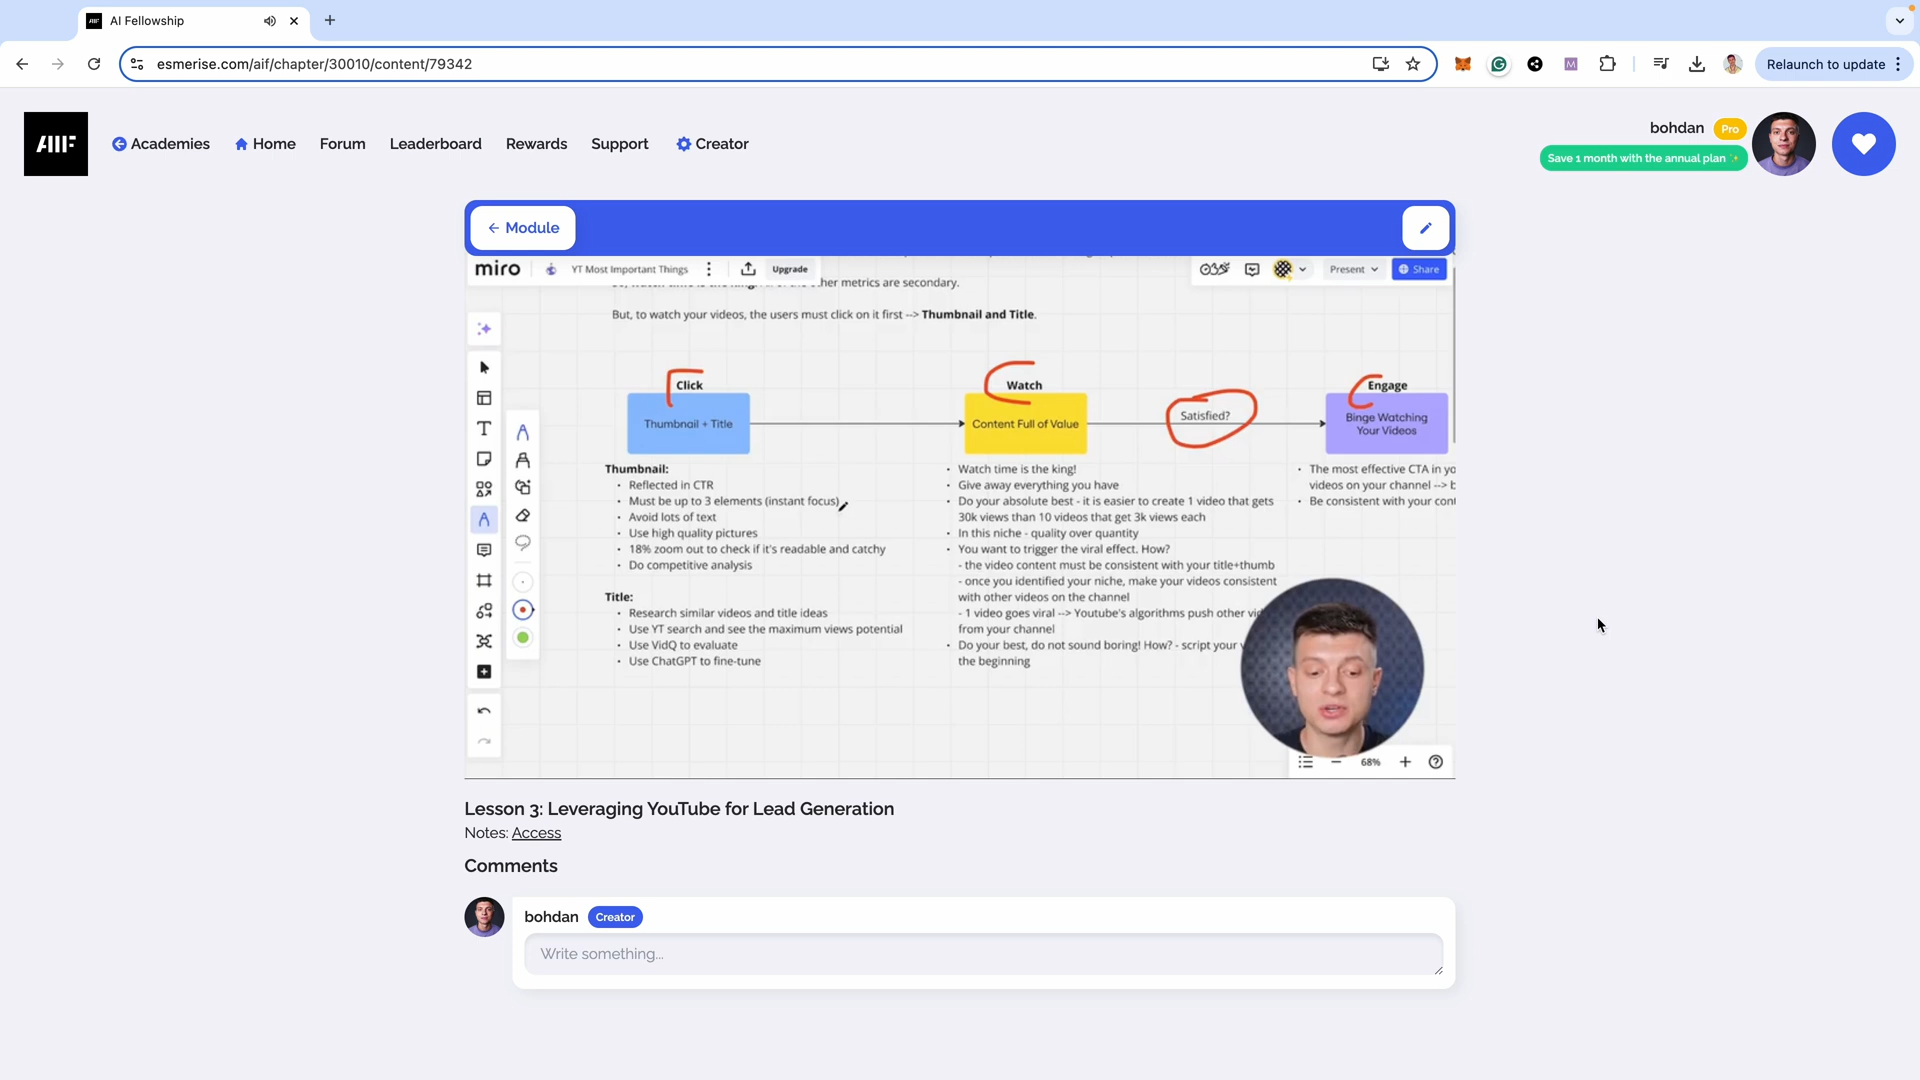 AI Fellowship
esmerise.com/aif/chapter/30010/content/79342
Relaunch to update
AIF
Academies
Home
Forum
Leaderboard
Rewards
Support
Creator
bohdan Pro
Save 1 month with the annual plan
← Module
miro
YT Most Important Things
Upgrade
Present
Share
other metrics are secondary.
But, to watch your videos, the users must click on it first --> Thumbnail and Title.
Click
Thumbnail + Title
Watch
Content Full of Value
Satisfied?
Engage
Binge Watching
Your Videos
Thumbnail:
• Reflected in CTR
• Must be up to 3 elements (instant focus)
• Avoid lots of text
• Use high quality pictures
• 18% zoom out to check if it's readable and catchy
• Do competitive analysis
Title:
• Research similar videos and title ideas
• Use YT search and see the maximum views potential
• Use VidQ to evaluate
• Use ChatGPT to fine-tune
• Watch time is the king!
• Give away everything you have
• Do your absolute best - it is easier to create 1 video that gets
30k views than 10 videos that get 3k views each
• In this niche - quality over quantity
• You want to trigger the viral effect. How?
- the video content must be consistent with your title+thumb
- once you identified your niche, make your videos consistent
with other videos on the channel
- 1 video goes viral --> Youtube's algorithms push other
from your channel
• Do your best, do not sound boring! How? - script your
the beginning
• The most effective CTA in
videos on your channel -->
• Be consistent with your
68%
Lesson 3: Leveraging YouTube for Lead Generation
Notes: Access
Comments
bohdan Creator
Write something...